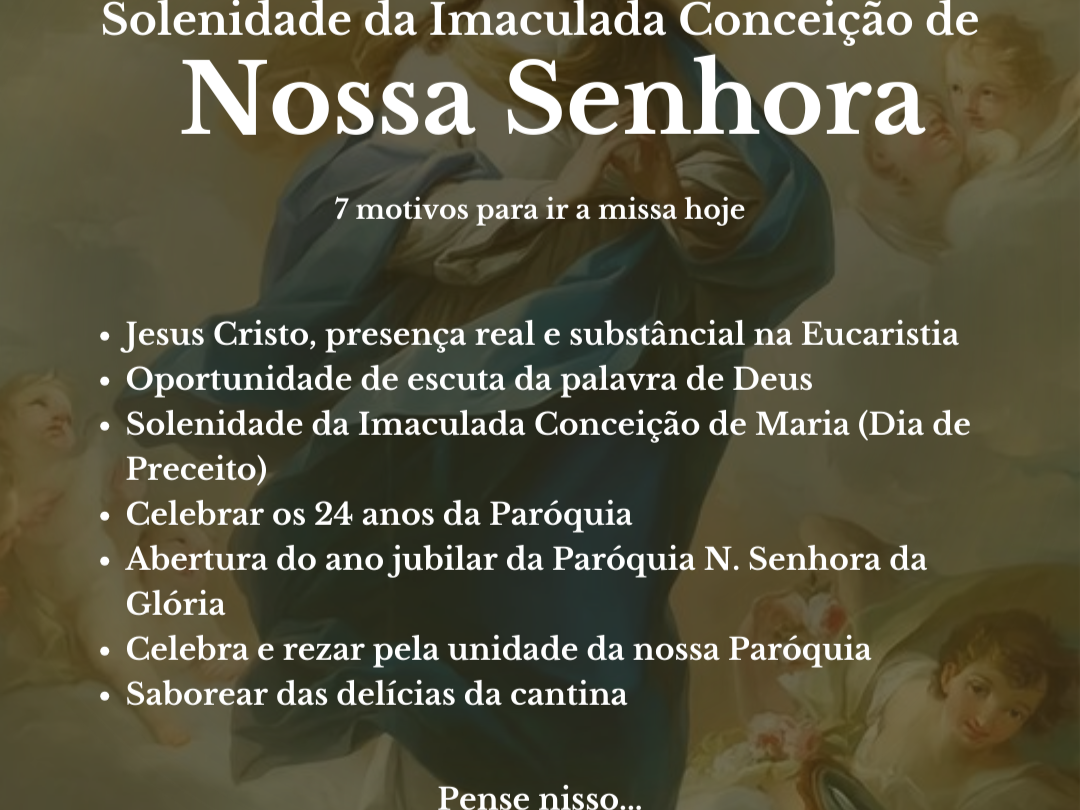 Solenidade da Imaculada Conceição de
Nossa Senhora
7 motivos para ir a missa hoje
• Jesus Cristo, presença real e substâncial na Eucaristia
• Oportunidade de escuta da palavra de Deus
• Solenidade da Imaculada Conceição de Maria (Dia de
Preceito)
• Celebrar os 24 anos da Paróquia
• Abertura do ano jubilar da Paróquia N. Senhora da
Glória
• Celebra e rezar pela unidade da nossa Paróquia
• Saborear das delícias da cantina
Pense nisso...